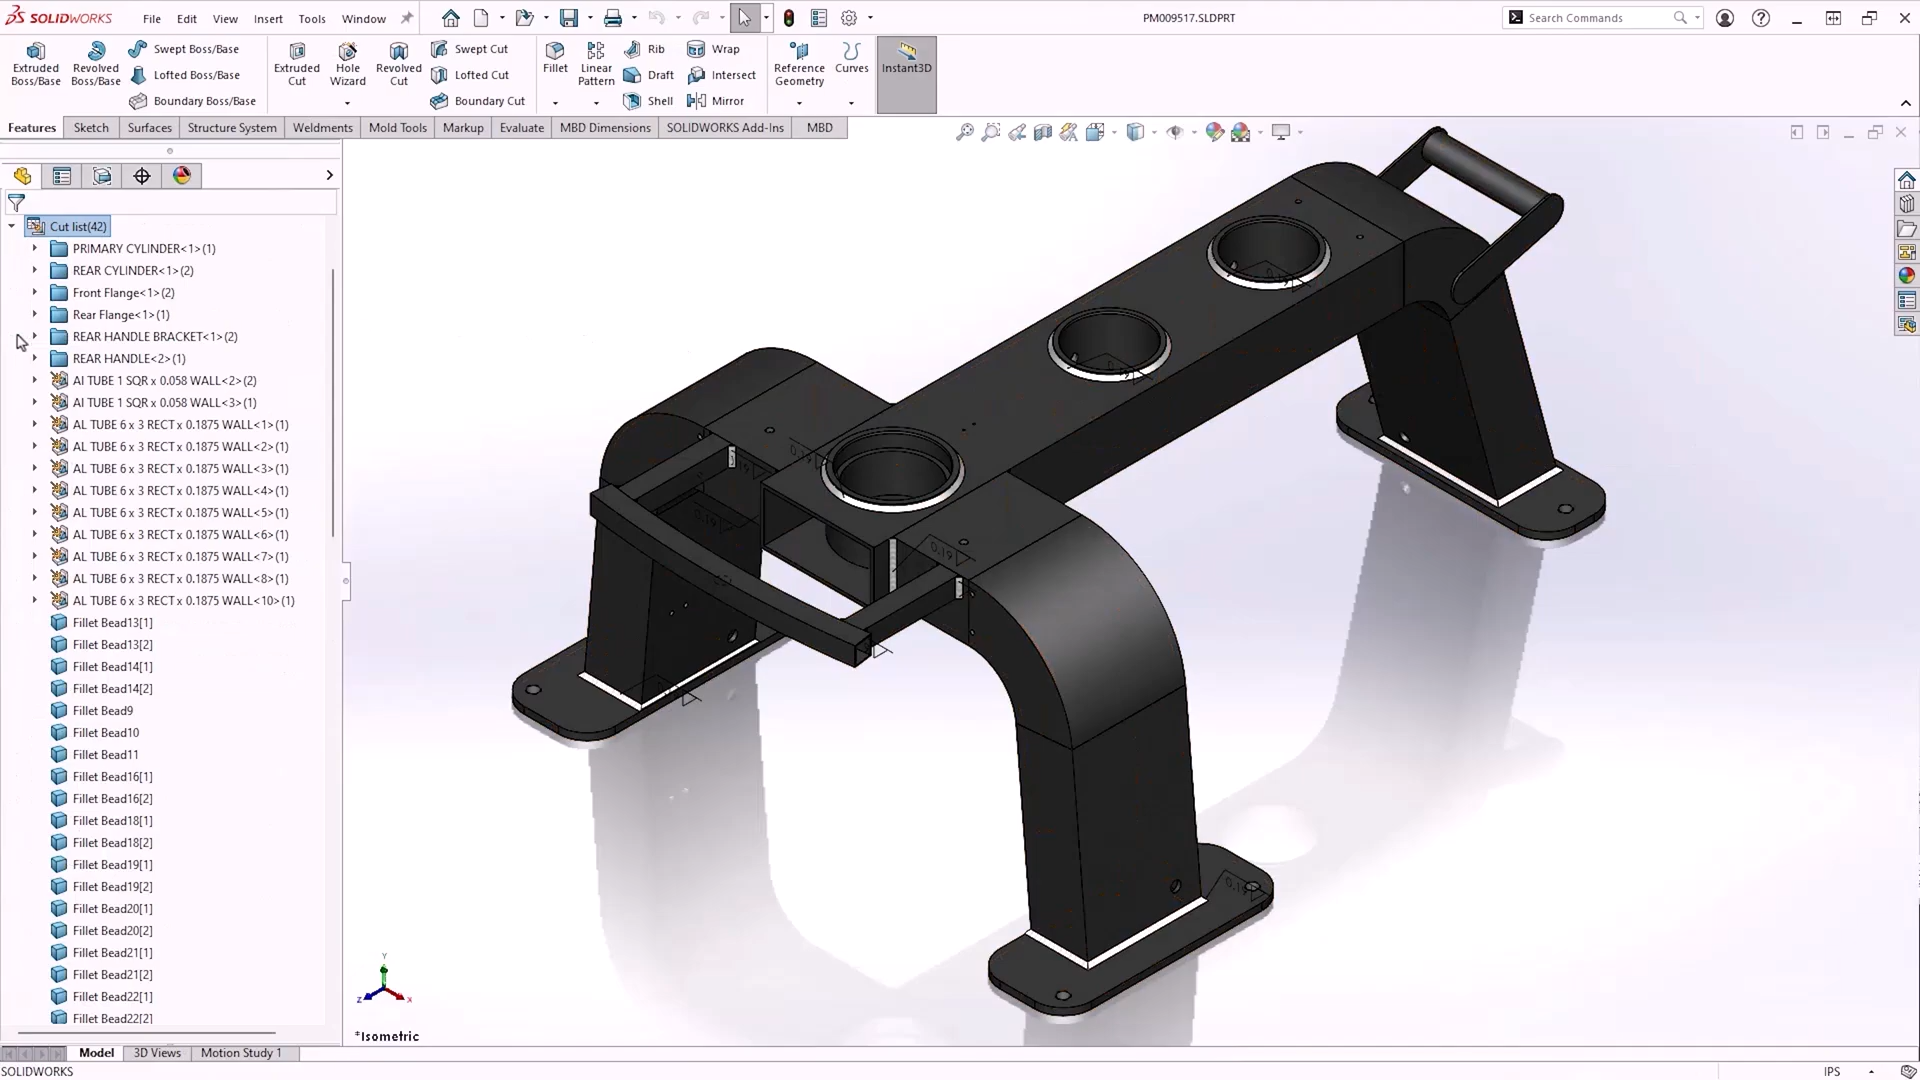 SOLIDWORKS File Edit View Insert Tools Window PM009517.SLDPRT Search Commands
Extruded Boss/Base
Revolved Boss/Base
Swept Boss/Base
Lofted Boss/Base
Boundary Boss/Base
Extruded Cut
Hole Wizard
Revolved Cut
Swept Cut
Lofted Cut
Boundary Cut
Fillet
Linear Pattern
Rib
Draft
Shell
Wrap
Intersect
Mirror
Reference Geometry
Curves
Instant3D
Features Sketch Surfaces Structure System Weldments Mold Tools Markup Evaluate MBD Dimensions SOLIDWORKS Add-Ins MBD
Cut list(42)
PRIMARY CYLINDER<1>(1)
REAR CYLINDER<1>(2)
Front Flange<1>(2)
Rear Flange<1>(1)
REAR HANDLE BRACKET<1>(2)
REAR HANDLE<2>(1)
Al TUBE 1 SQR x 0.058 WALL<2>(2)
Al TUBE 1 SQR x 0.058 WALL<3>(1)
AL TUBE 6 x 3 RECT x 0.1875 WALL<1>(1)
AL TUBE 6 x 3 RECT x 0.1875 WALL<2>(1)
AL TUBE 6 x 3 RECT x 0.1875 WALL<3>(1)
AL TUBE 6 x 3 RECT x 0.1875 WALL<4>(1)
AL TUBE 6 x 3 RECT x 0.1875 WALL<5>(1)
AL TUBE 6 x 3 RECT x 0.1875 WALL<6>(1)
AL TUBE 6 x 3 RECT x 0.1875 WALL<7>(1)
AL TUBE 6 x 3 RECT x 0.1875 WALL<8>(1)
AL TUBE 6 x 3 RECT x 0.1875 WALL<10>(1)
Fillet Bead13[1]
Fillet Bead13[2]
Fillet Bead14[1]
Fillet Bead14[2]
Fillet Bead9
Fillet Bead10
Fillet Bead11
Fillet Bead16[1]
Fillet Bead16[2]
Fillet Bead18[1]
Fillet Bead18[2]
Fillet Bead19[1]
Fillet Bead19[2]
Fillet Bead20[1]
Fillet Bead20[2]
Fillet Bead21[1]
Fillet Bead21[2]
Fillet Bead22[1]
Fillet Bead22[2]
0.19
0.19
0.19
0.19
Y
Z
X
*Isometric
Model 3D Views Motion Study 1
SOLIDWORKS IPS